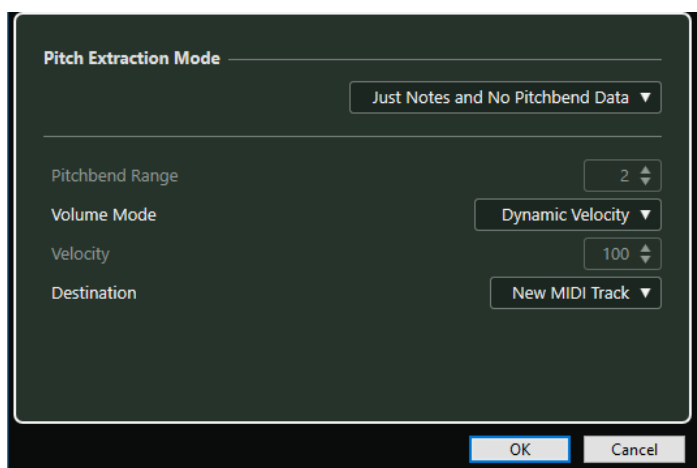 Pitch Extraction Mode
Just Notes and No Pitchbend Data
Pitchbend Range 2
Volume Mode Dynamic Velocity
Velocity 100
Destination New MIDI Track
OK Cancel